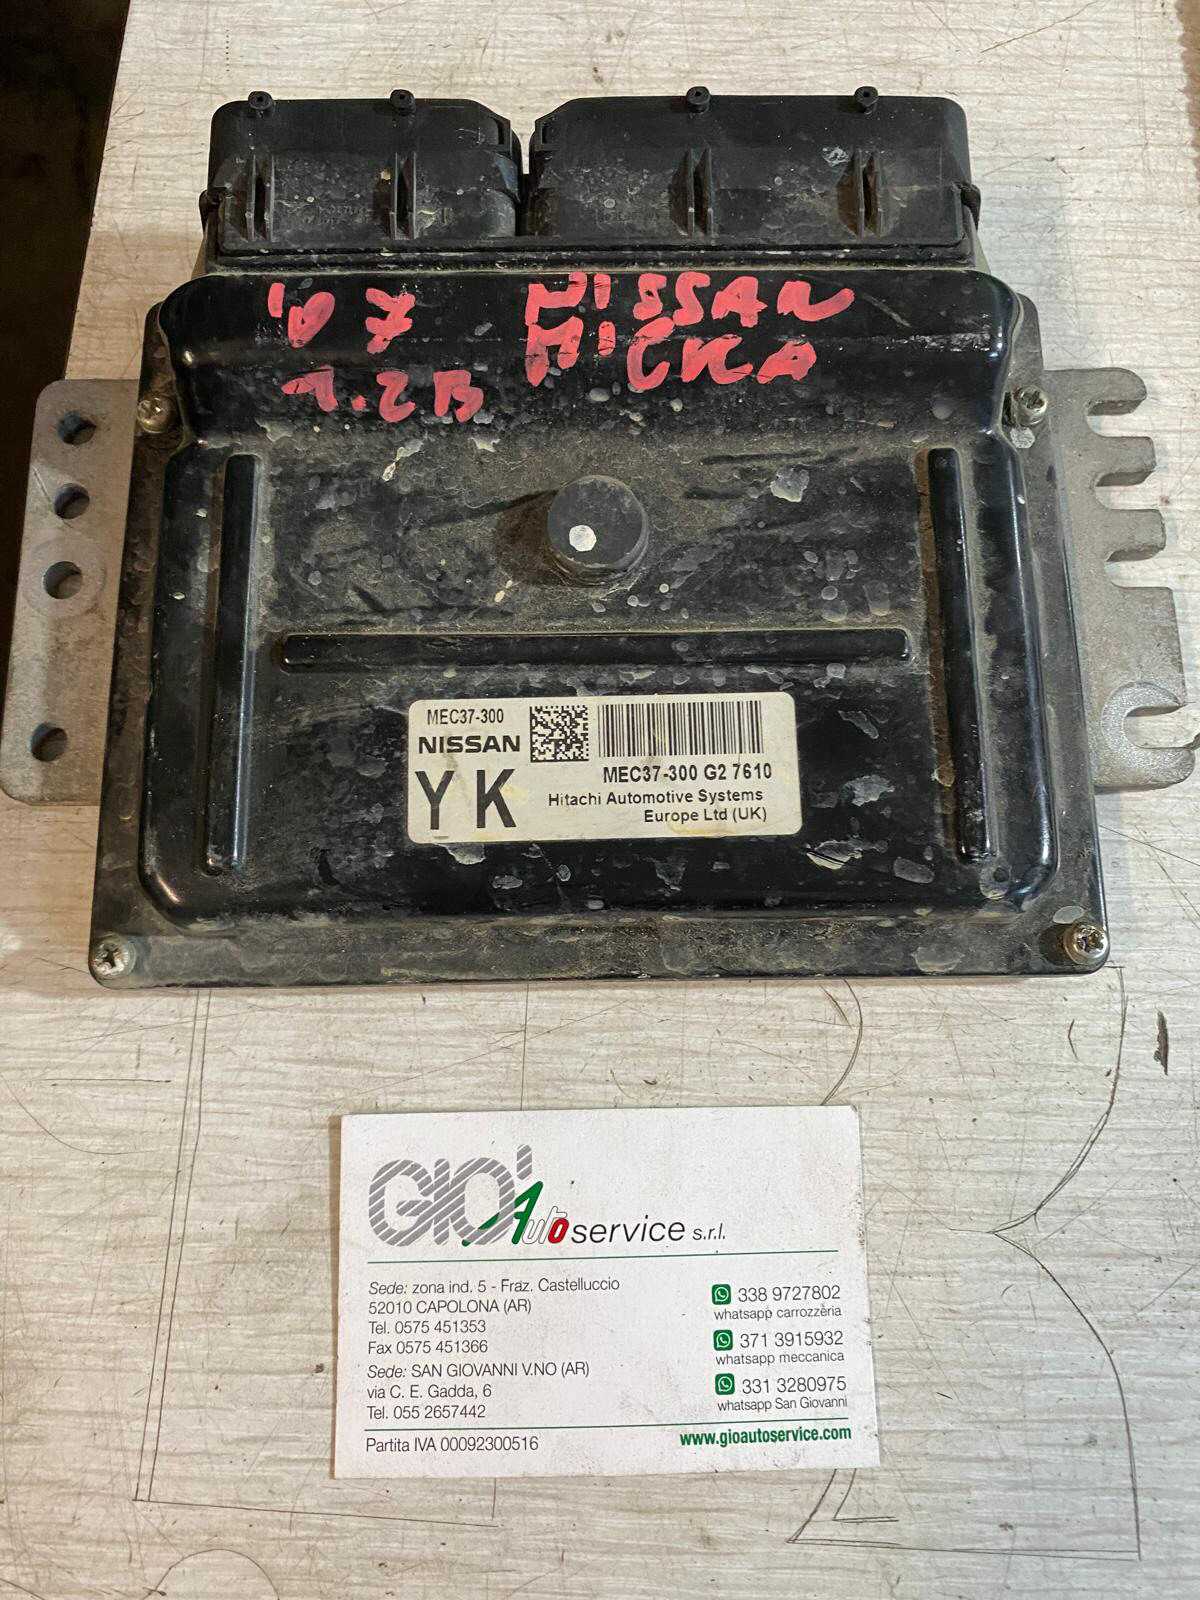 '07 NISSAN
1.2B MICRA
MEC37-300
NISSAN
YK
MEC37-300 G2 7610
Hitachi Automotive Systems
Europe Ltd (UK)
GIO' Autoservice s.r.l.
Sede: zona ind. 5 - Fraz. Castelluccio
52010 CAPOLONA (AR)
Tel. 0575 451353
Fax 0575 451366
Sede: SAN GIOVANNI V.NO (AR)
via C. E. Gadda, 6
Tel. 055 2657442
Partita IVA 00092300516
338 9727802
whatsapp carrozzeria
371 3915932
whatsapp meccanica
331 3280975
whatsapp San Giovanni
www.gioautoservice.com